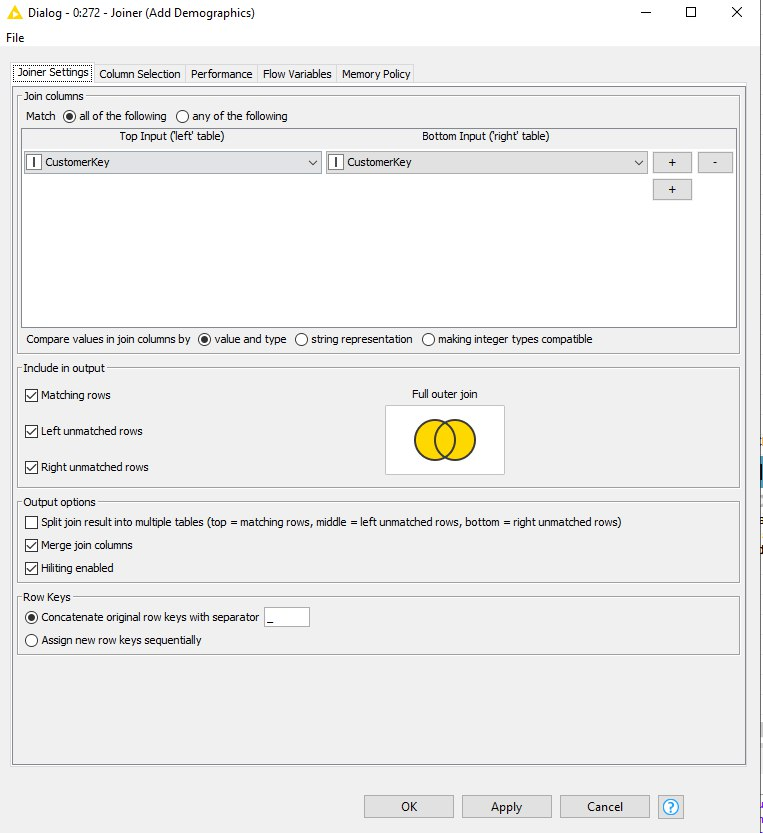 Dialog - 0:272 - Joiner (Add Demographics)
File
Joiner Settings Column Selection Performance Flow Variables Memory Policy
Join columns
Match all of the following any of the following
Top Input ('left' table) Bottom Input ('right' table)
I CustomerKey I CustomerKey + -
+
Compare values in join columns by value and type string representation making integer types compatible
Include in output
Matching rows
Full outer join
Left unmatched rows
Right unmatched rows
Output options
Split join result into multiple tables (top = matching rows, middle = left unmatched rows, bottom = right unmatched rows)
Merge join columns
Hiliting enabled
Row Keys
Concatenate original row keys with separator _
Assign new row keys sequentially
OK Apply Cancel ?